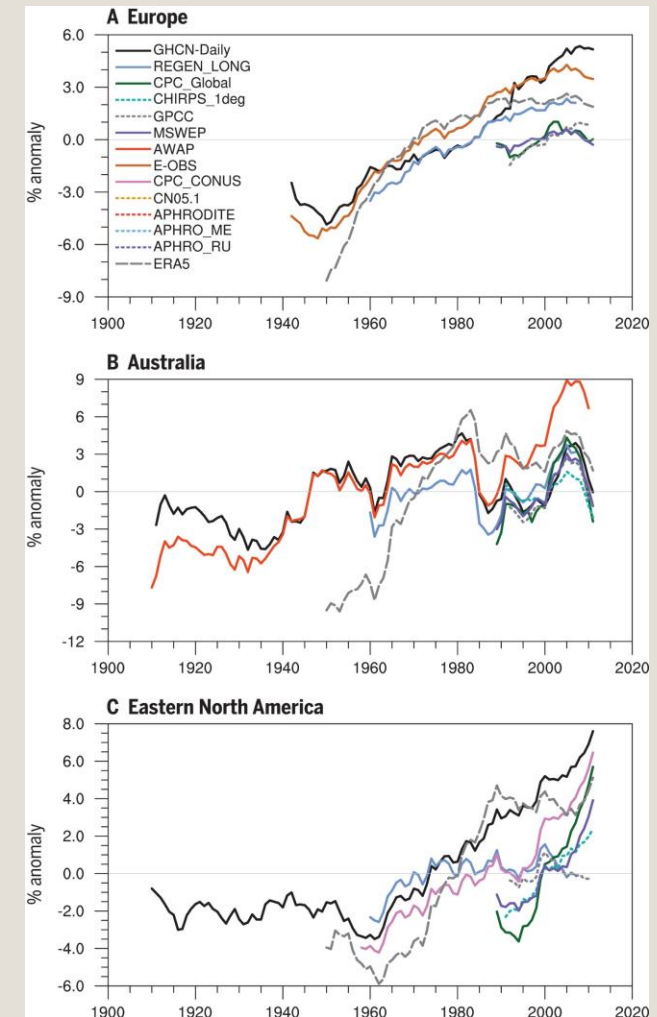 A Europe
6.0
3.0
0.0
-3.0
-6.0
-9.0
% anomaly
GHCN-Daily
REGEN_LONG
CPC_Global
CHIRPS_1deg
GPCC
MSWEP
AWAP
E-OBS
CPC_CONUS
CN05.1
APHRODITE
APHRO_ME
APHRO_RU
ERA5
1900 1920 1940 1960 1980 2000 2020
B Australia
9
6
3
0
-3
-6
-9
-12
% anomaly
1900 1920 1940 1960 1980 2000 2020
C Eastern North America
8.0
6.0
4.0
2.0
0.0
-2.0
-4.0
-6.0
% anomaly
1900 1920 1940 1960 1980 2000 2020